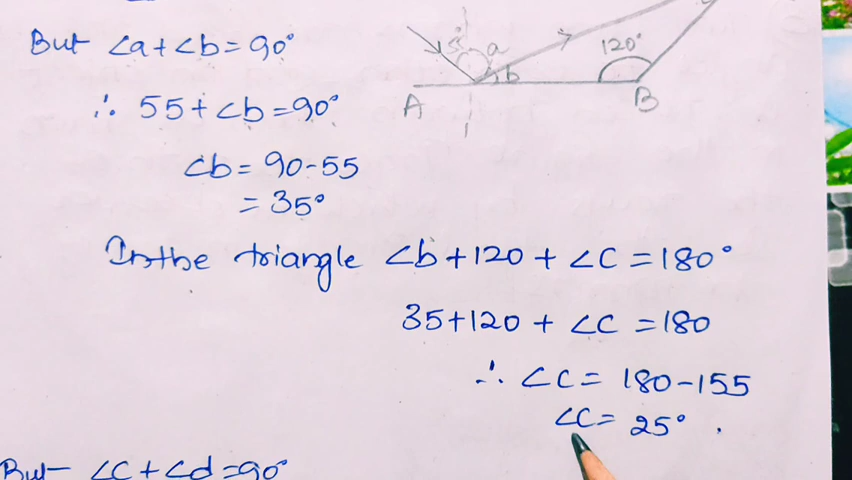 But ∠a+∠b=90°
∴ 55+∠b=90°
∠b= 90-55
= 35°
a
b
120°
A
B
In the triangle ∠b+120+∠C=180°
35+120+∠C=180
∴ ∠C= 180-155
∠C= 25°.
But ∠C+∠d=90°